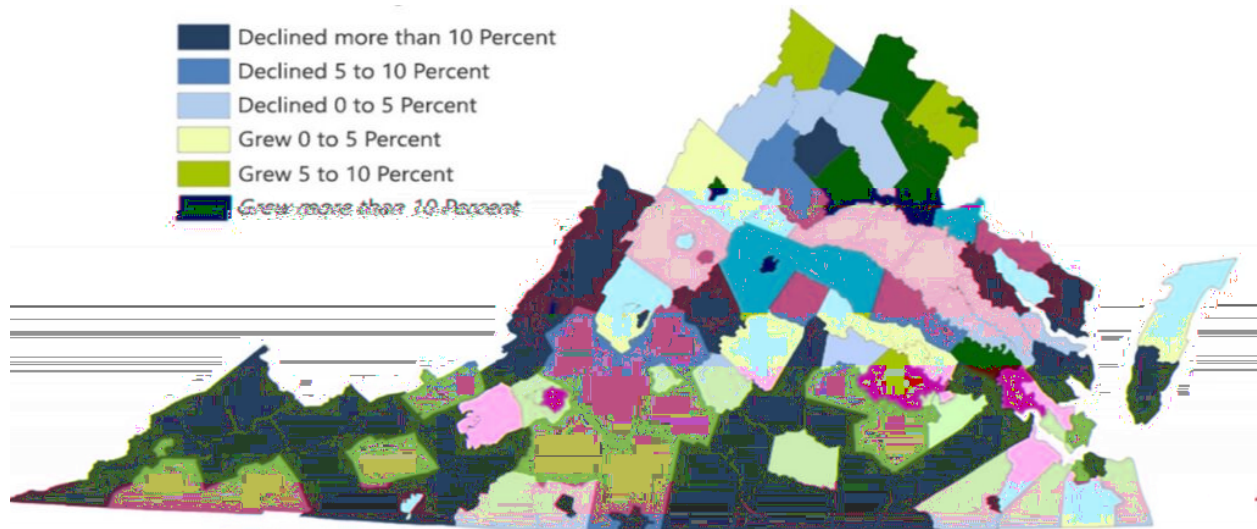 Declined more than 10 Percent
Declined 5 to 10 Percent
Declined 0 to 5 Percent
Grew 0 to 5 Percent
Grew 5 to 10 Percent
Grew more than 10 Percent